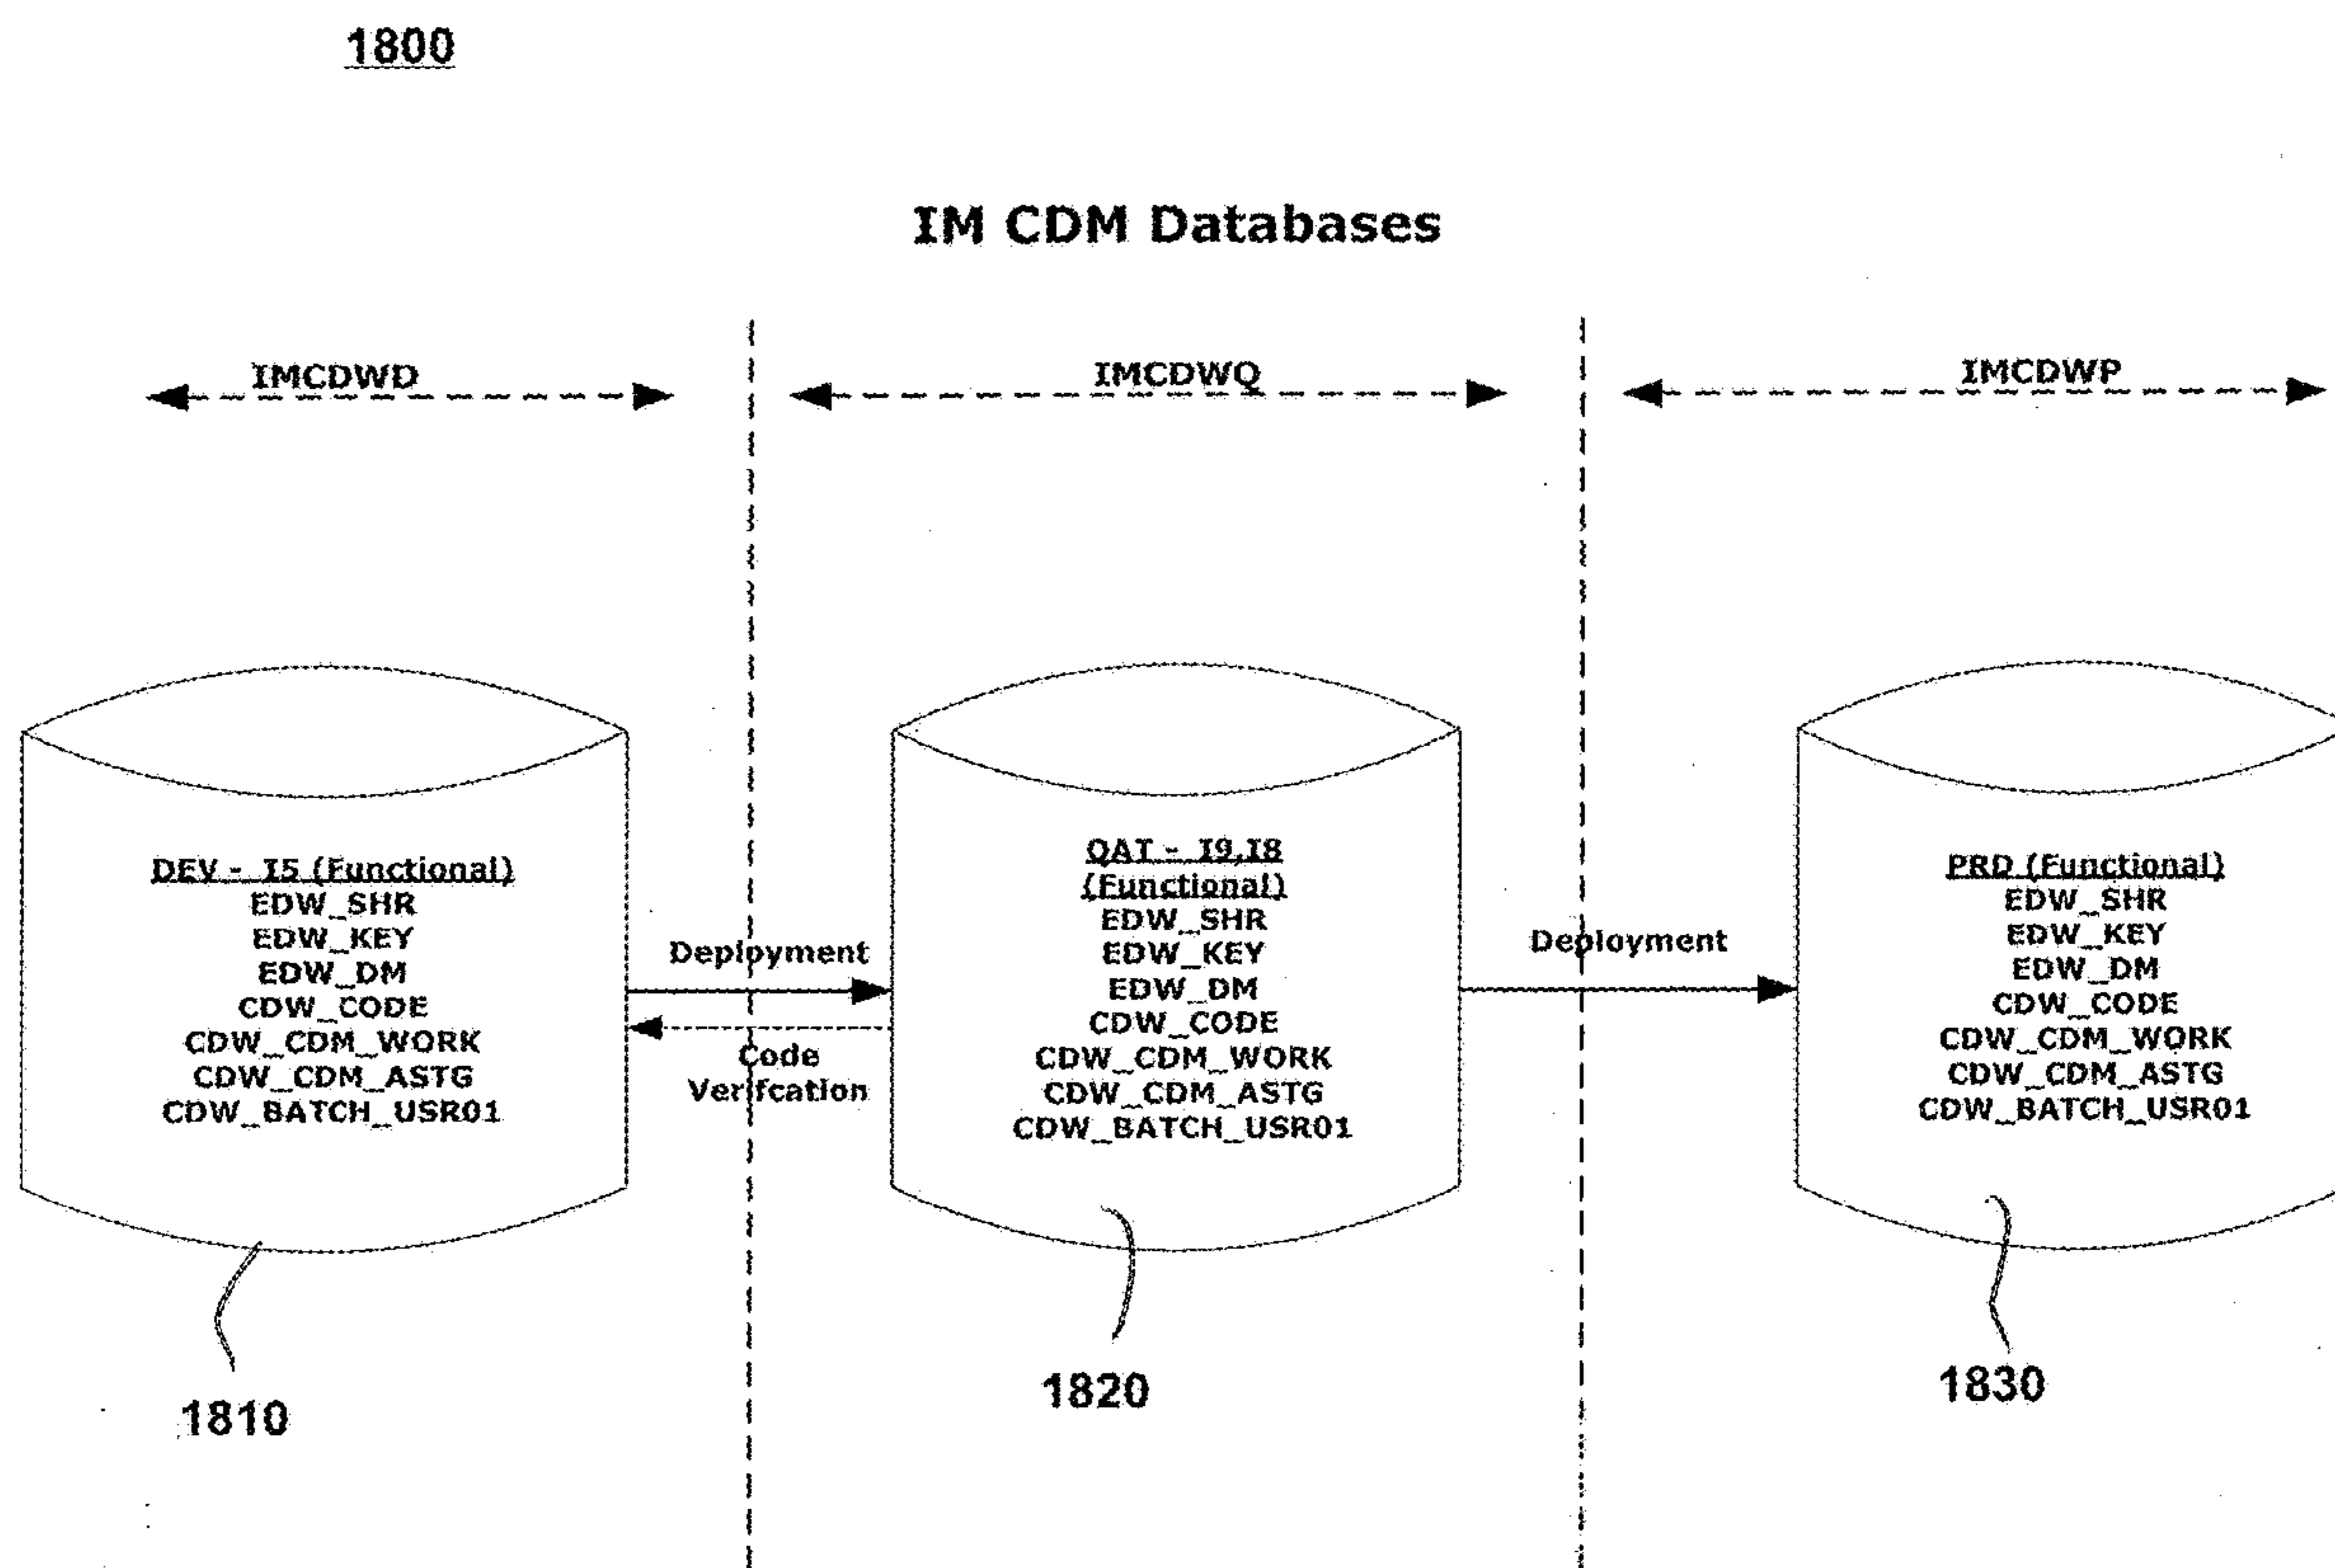 1800
IM CDM Databases
IMCDWD
IMCDWQ
IMCDWP
DEV - I5 (Functional)
EDW_SHR
EDW_KEY
EDW_DM
CDW_CODE
CDW_CDM_WORK
CDW_CDM_ASTG
CDW_BATCH_USR01
Deployment
Code
Verifcation
QAT - I9,I8
(Functional)
EDW_SHR
EDW_KEY
EDW_DM
CDW_CODE
CDW_CDM_WORK
CDW_CDM_ASTG
CDW_BATCH_USR01
Deployment
PRD (Functional)
EDW_SHR
EDW_KEY
EDW_DM
CDW_CODE
CDW_CDM_WORK
CDW_CDM_ASTG
CDW_BATCH_USR01
1810
1820
1830